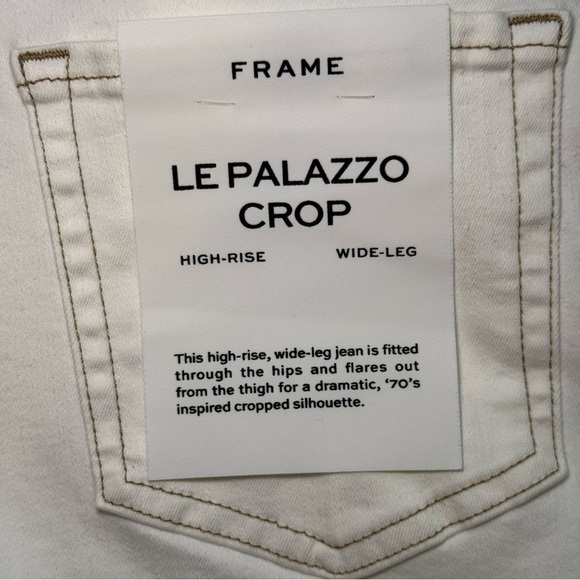 FRAME
LE PALAZZO
CROP
HIGH-RISE WIDE-LEG
This high-rise, wide-leg jean is fitted
through the hips and flares out
from the thigh for a dramatic, ‘70’s
inspired cropped silhouette.